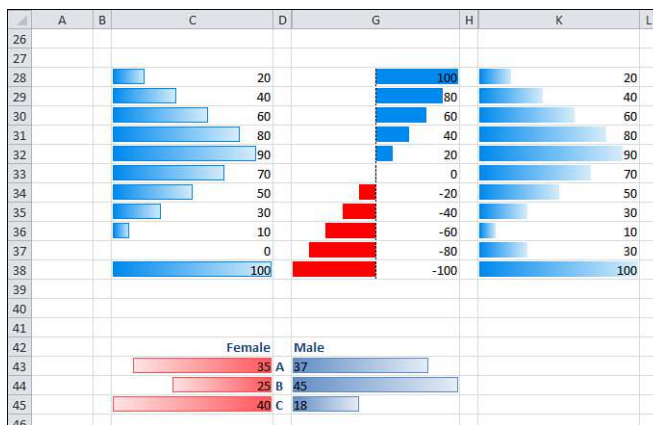 A B C D G H K L
26
27
28 20 100 20
29 40 80 40
30 60 60 60
31 80 40 80
32 90 20 90
33 70 0 70
34 50 -20 50
35 30 -40 30
36 10 -60 10
37 0 -80 30
38 100 -100 100
39
40
41
42 Female Male
43 35 A 37
44 25 B 45
45 40 C 18
46